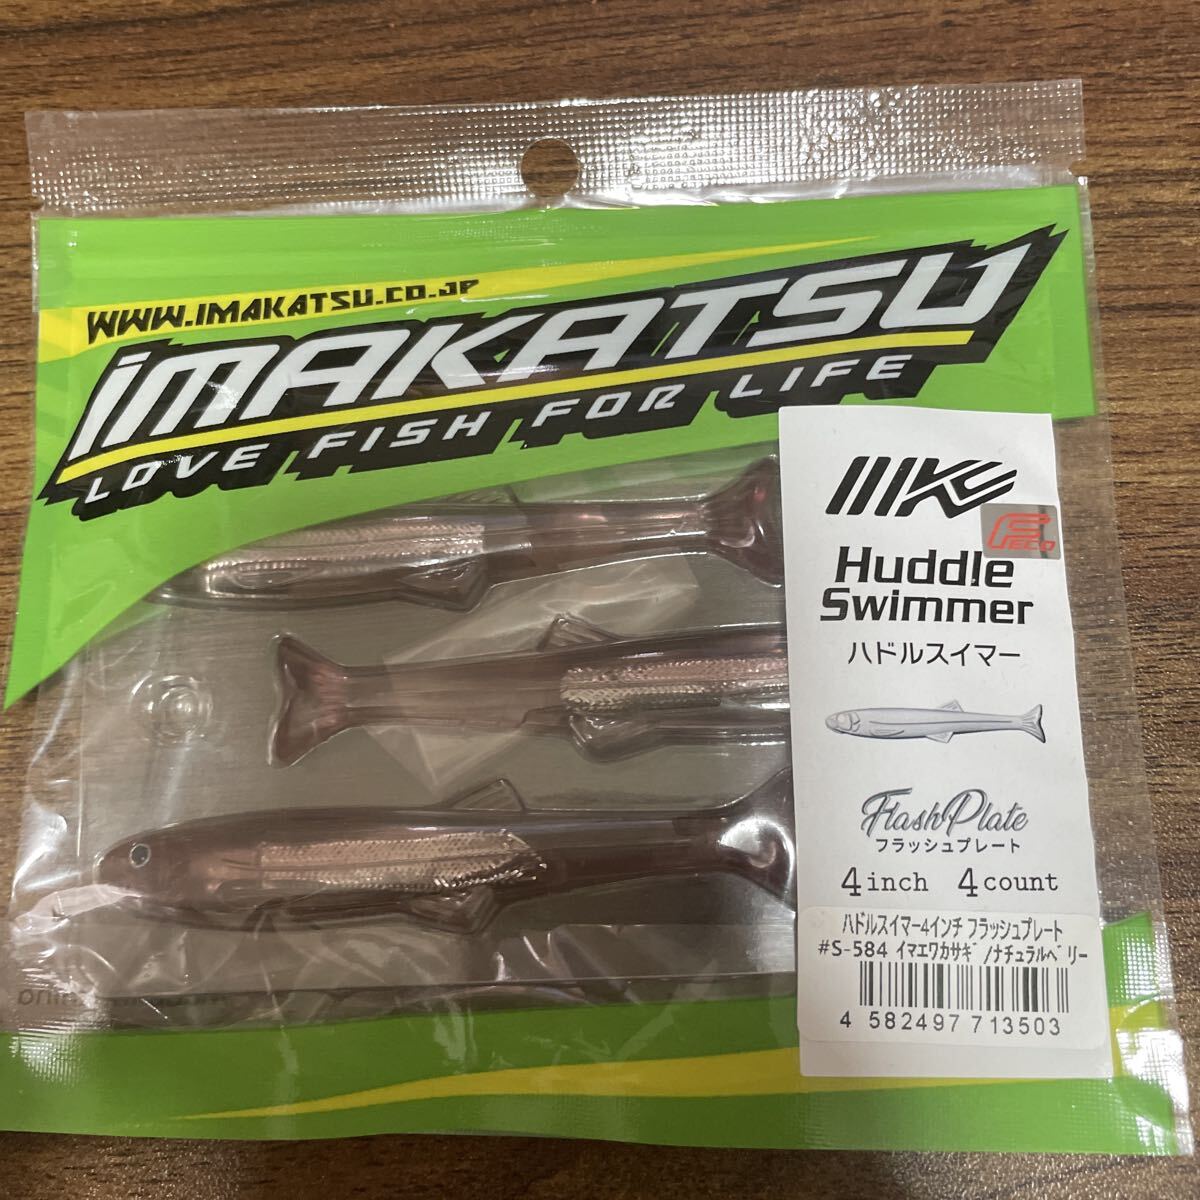 WWW.IMAKATSU.CO.JP
IMAKATSU
LOVE FISH FOR LIFE
IK
FECO
Huddle
Swimmer
ハドルスイマー
FlashPlate
フラッシュプレート
4inch 4count
ハドルスイマー4インチ フラッシュプレート
#S-584 イマエワカサギ/ナチュラルベリー
4 582497 713503